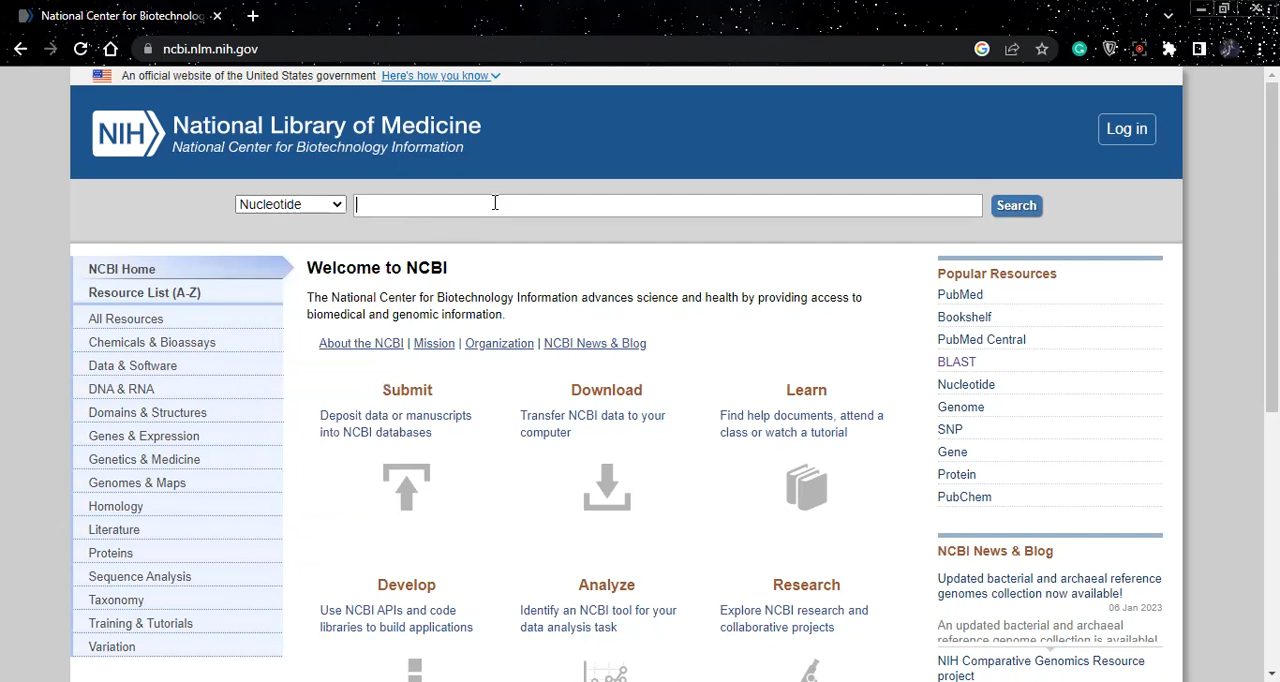 National Center for Biotechnolog
ncbi.nlm.nih.gov
An official website of the United States government Here's how you know
NIH National Library of Medicine
National Center for Biotechnology Information
Log in
Nucleotide
Search
NCBI Home
Resource List (A-Z)
All Resources
Chemicals & Bioassays
Data & Software
DNA & RNA
Domains & Structures
Genes & Expression
Genetics & Medicine
Genomes & Maps
Homology
Literature
Proteins
Sequence Analysis
Taxonomy
Training & Tutorials
Variation
Welcome to NCBI
The National Center for Biotechnology Information advances science and health by providing access to
biomedical and genomic information.
About the NCBI | Mission | Organization | NCBI News & Blog
Submit
Deposit data or manuscripts
into NCBI databases
Download
Transfer NCBI data to your
computer
Learn
Find help documents, attend a
class or watch a tutorial
Develop
Use NCBI APIs and code
libraries to build applications
Analyze
Identify an NCBI tool for your
data analysis task
Research
Explore NCBI research and
collaborative projects
Popular Resources
PubMed
Bookshelf
PubMed Central
BLAST
Nucleotide
Genome
SNP
Gene
Protein
PubChem
NCBI News & Blog
Updated bacterial and archaeal reference
genomes collection now available!
06 Jan 2023
An updated bacterial and archaeal
reference genome collection is available!
NIH Comparative Genomics Resource
project